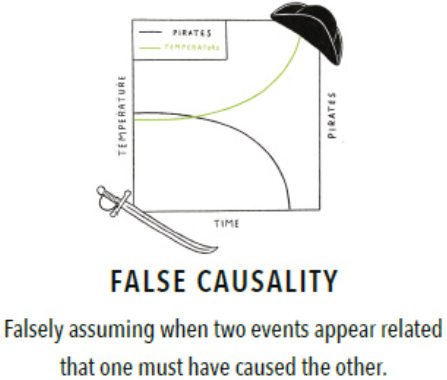 PIRATES
TEMPERATURE
TEMPERATURE
PIRATES
TIME
FALSE CAUSALITY
Falsely assuming when two events appear related
that one must have caused the other.